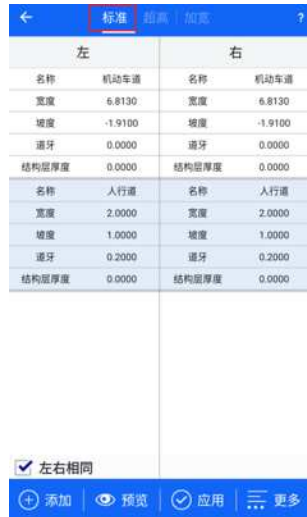 ← 标准 | 超高 | 加宽 ?
左 右
名称 机动车道 名称 机动车道
宽度 6.8130 宽度 6.8130
坡度 -1.9100 坡度 -1.9100
道牙 0.0000 道牙 0.0000
结构层厚度 0.0000 结构层厚度 0.0000
名称 人行道 名称 人行道
宽度 2.0000 宽度 2.0000
坡度 1.0000 坡度 1.0000
道牙 0.2000 道牙 0.2000
结构层厚度 0.0000 结构层厚度 0.0000
左右相同
添加 预览 应用 更多